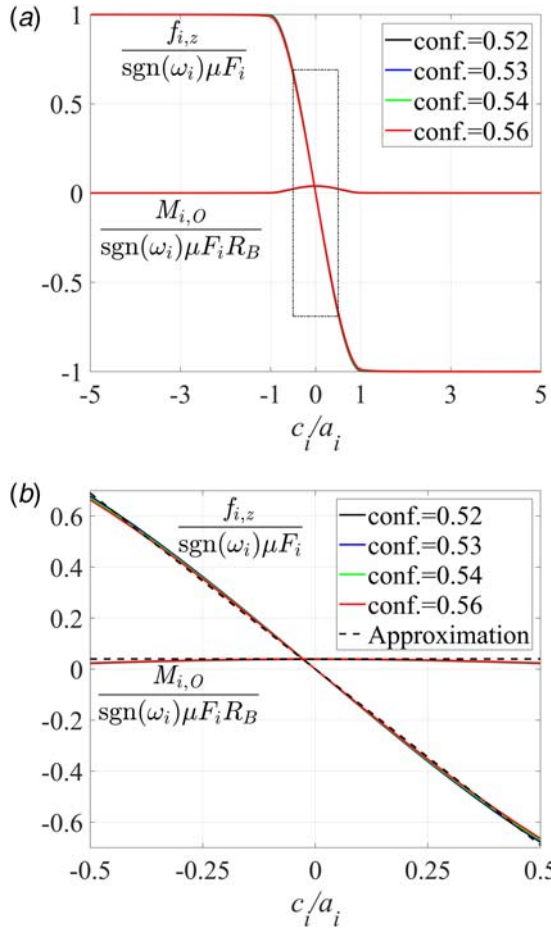 (a)
1
f_{i,z}
sgn(ω_i)μF_i
conf.=0.52
conf.=0.53
conf.=0.54
conf.=0.56
0.5
0
M_{i,O}
sgn(ω_i)μF_iR_B
-0.5
-1
-5 -3 -1 0 1 3 5
c_i/a_i
(b)
0.6
f_{i,z}
sgn(ω_i)μF_i
conf.=0.52
conf.=0.53
conf.=0.54
conf.=0.56
Approximation
0.4
0.2
0
M_{i,O}
sgn(ω_i)μF_iR_B
-0.2
-0.4
-0.6
-0.5 -0.25 0 0.25 0.5
c_i/a_i